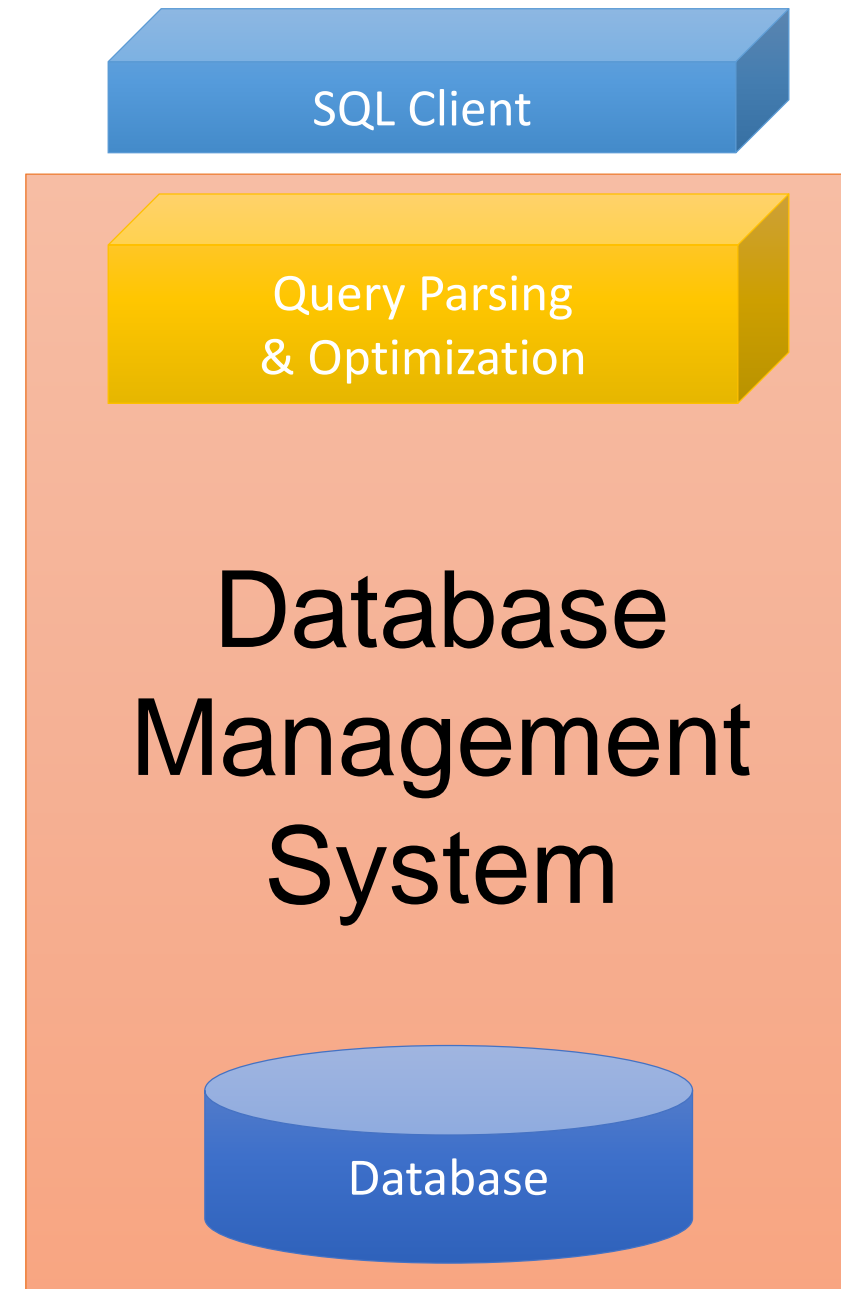 SQL Client
Query Parsing
& Optimization
Database
Management
System
Database